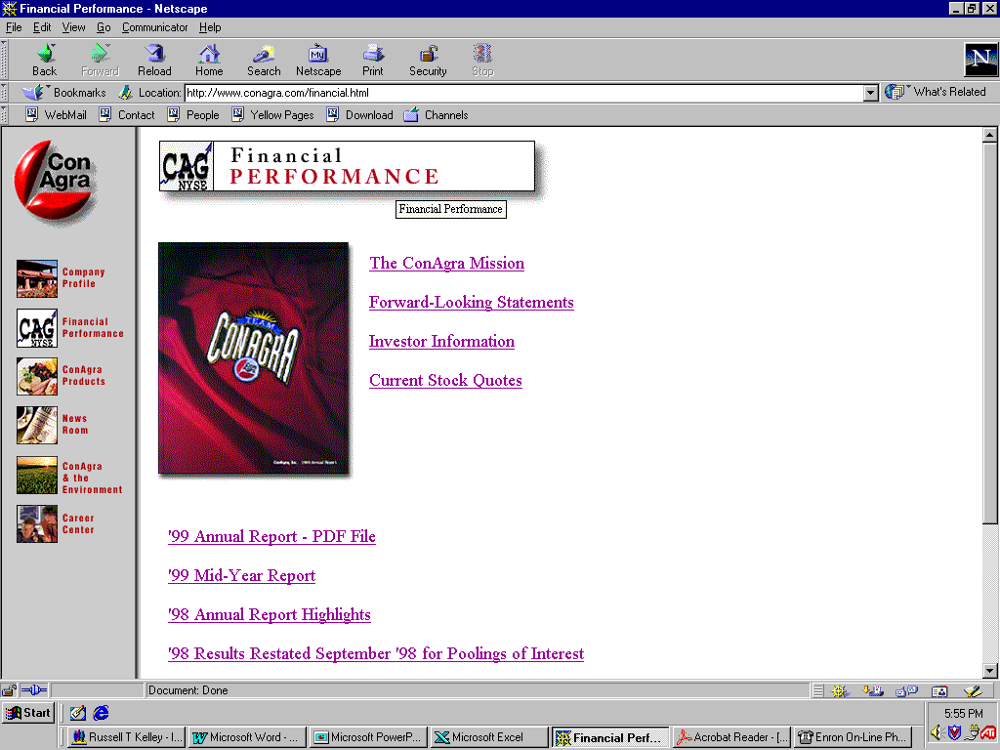 Financial Performance - Netscape
File Edit View Go Communicator Help
Back Forward Reload Home Search Netscape Print Security Stop
My
N
Bookmarks Location: http://www.conagra.com/financial.html What's Related
WebMail Contact People Yellow Pages Download Channels
Con
Agra
CAG
NYSE
Financial
PERFORMANCE
Financial Performance
Company
Profile
CAG
NYSE
Financial
Performance
ConAgra
Products
News
Room
ConAgra
& the
Environment
Career
Center
TEAM
CONAGRA
ConAgra, Inc. 1999 Annual Report
The ConAgra Mission
Forward-Looking Statements
Investor Information
Current Stock Quotes
'99 Annual Report - PDF File
'99 Mid-Year Report
'98 Annual Report Highlights
'98 Results Restated September '98 for Poolings of Interest
Document: Done
Start
5:55 PM
Russell T Kelley - I... Microsoft Word - ... Microsoft PowerP... Microsoft Excel Financial Perf... Acrobat Reader - [... Enron On-Line Ph...